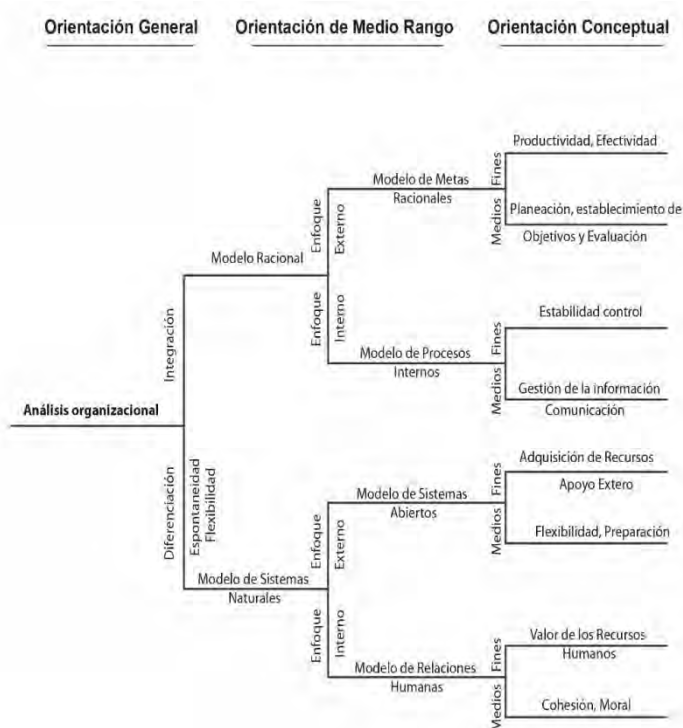 Orientación General
Orientación de Medio Rango
Orientación Conceptual
Análisis organizacional
Integración
Diferenciación
Espontaneidad
Flexibilidad
Modelo Racional
Enfoque
Externo
Enfoque
Interno
Modelo de Metas
Racionales
Fines
Productividad, Efectividad
Medios
Planeación, establecimiento de
Objetivos y Evaluación
Modelo de Procesos
Internos
Fines
Estabilidad control
Medios
Gestión de la información
Comunicación
Modelo de Sistemas
Naturales
Enfoque
Externo
Enfoque
Interno
Modelo de Sistemas
Abiertos
Fines
Adquisición de Recursos
Apoyo Extero
Medios
Flexibilidad, Preparación
Modelo de Relaciones
Humanas
Fines
Valor de los Recursos
Humanos
Medios
Cohesión, Moral